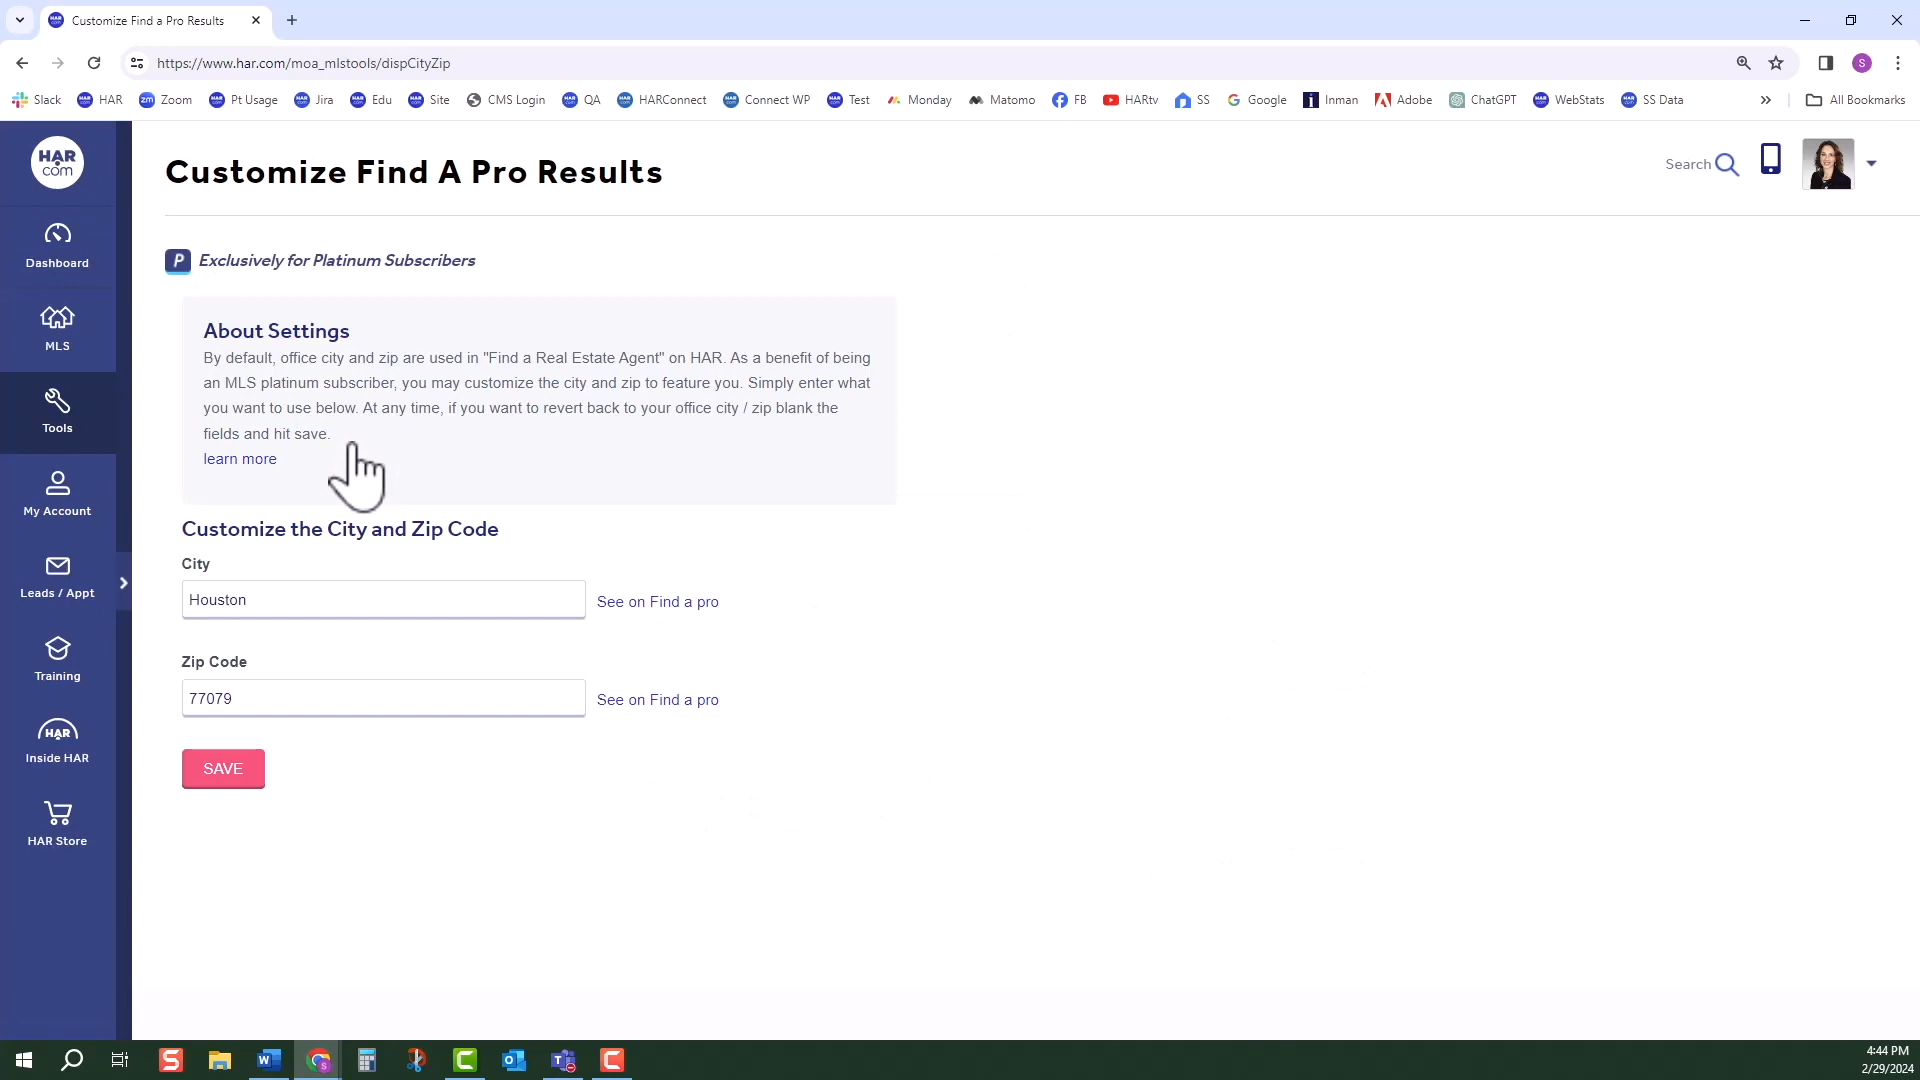 Customize Find a Pro Results
https://www.har.com/moa_mlstools/dispCityZip
S
Slack HAR Zoom Pt Usage Jira Edu Site CMS Login QA HARConnect Connect WP Test Monday Matomo FB HARtv SS Google Inman Adobe ChatGPT WebStats SS Data All Bookmarks
HAR
com
Customize Find A Pro Results
Search
Dashboard
MLS
Tools
My Account
Leads / Appt
Training
HAR
Inside HAR
HAR Store
P Exclusively for Platinum Subscribers
About Settings
By default, office city and zip are used in "Find a Real Estate Agent" on HAR. As a benefit of being
an MLS platinum subscriber, you may customize the city and zip to feature you. Simply enter what
you want to use below. At any time, if you want to revert back to your office city / zip blank the
fields and hit save.
learn more
Customize the City and Zip Code
City
Houston See on Find a pro
Zip Code
77079 See on Find a pro
SAVE
4:44 PM
2/29/2024